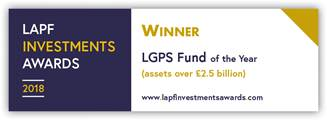 LAPF
INVESTMENTS
AWARDS
2018
WINNER
LGPS Fund of the Year
(assets over £2.5 billion)
www.lapfinvestmentsawards.com